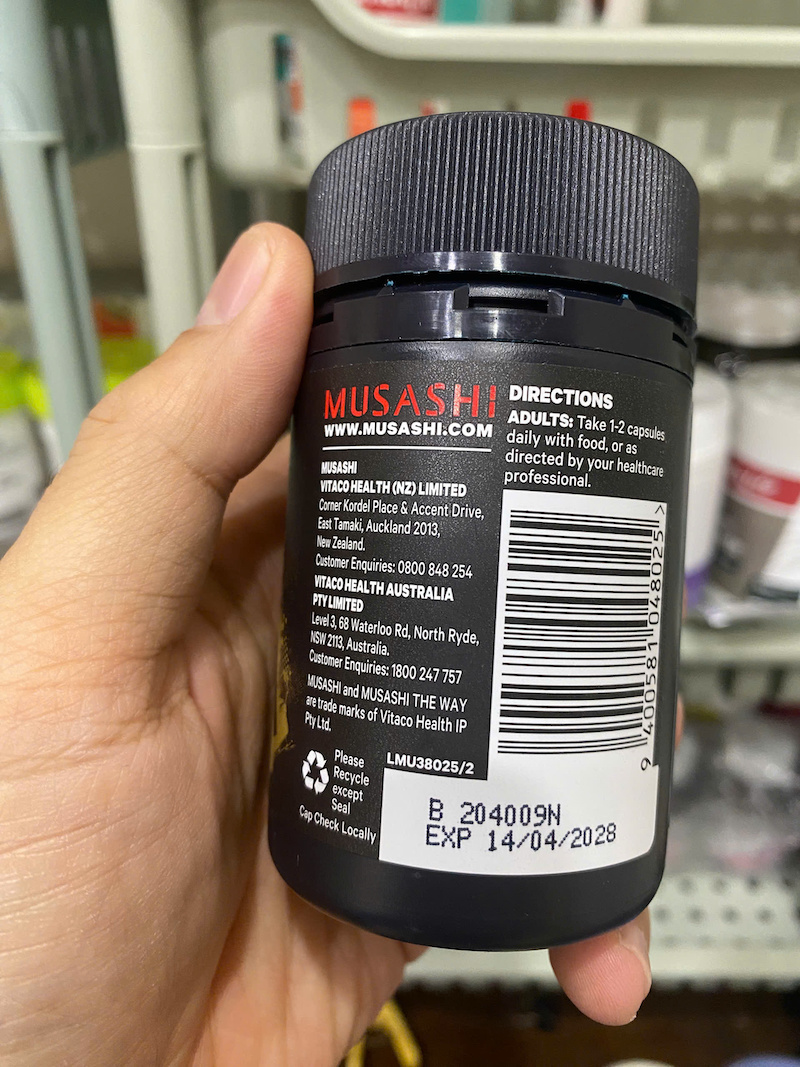 MUSASHI
WWW.MUSASHI.COM
MUSASHI
VITACO HEALTH (NZ) LIMITED
Corner Kordel Place & Accent Drive,
East Tamaki, Auckland 2013,
New Zealand.
Customer Enquiries: 0800 848 254
VITACO HEALTH AUSTRALIA
PTY LIMITED
Level 3, 68 Waterloo Rd, North Ryde,
NSW 2113, Australia.
Customer Enquiries: 1800 247 757
MUSASHI and MUSASHI THE WAY
are trade marks of Vitaco Health IP
Pty Ltd.
Please
Recycle
except
Seal
Cap Check Locally
LMU38025/2
DIRECTIONS
ADULTS: Take 1-2 capsules
daily with food, or as
directed by your healthcare
professional.
9 400581 048025 >
B 204009N
EXP 14/04/2028